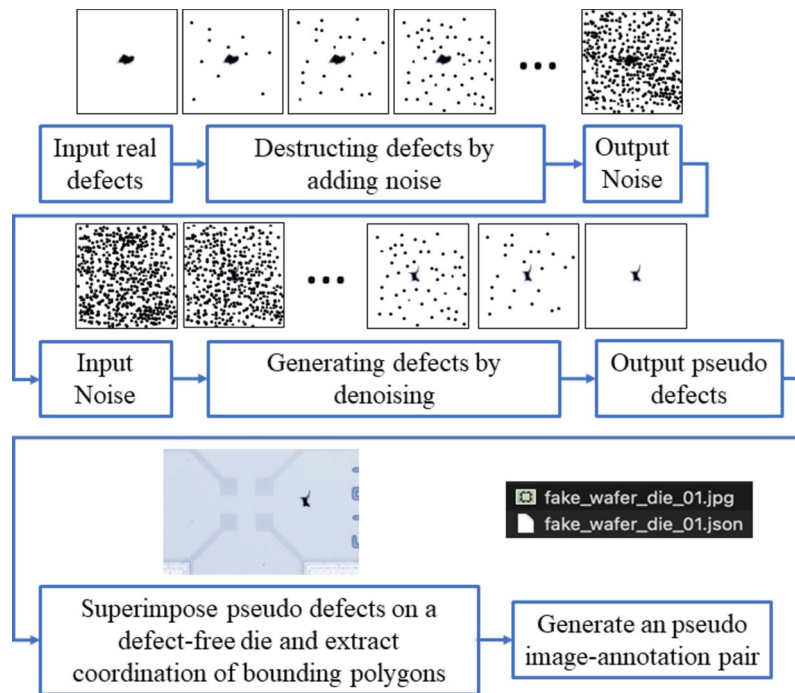 Input real
defects
Destructing defects by
adding noise
Output
Noise
Input
Noise
Generating defects by
denoising
Output pseudo
defects
fake_wafer_die_01.jpg
fake_wafer_die_01.json
Superimpose pseudo defects on a
defect-free die and extract
coordination of bounding polygons
Generate an pseudo
image-annotation pair